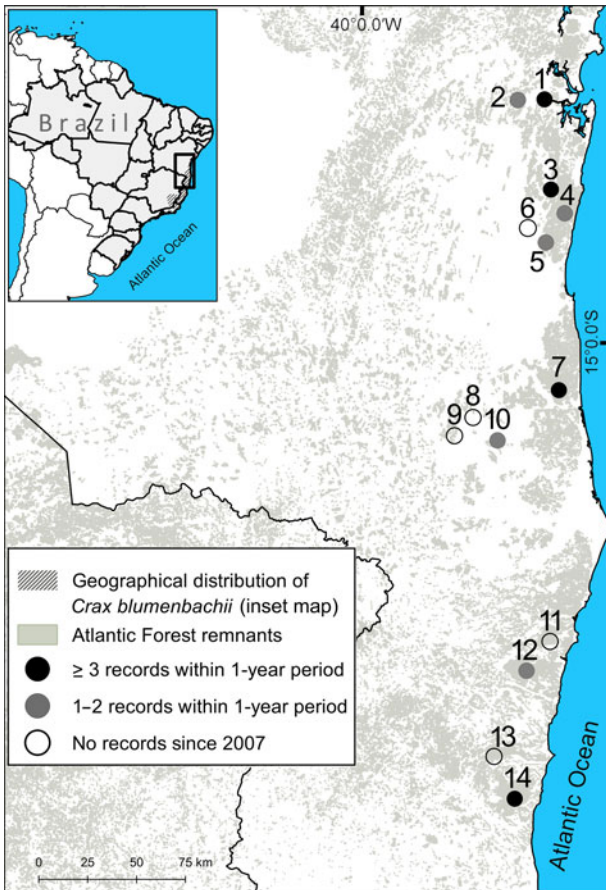 40°0.0'W
Brazil
Atlantic Ocean
1
2
3
4
6
5
15°0.0'S
7
8
9
10
Geographical distribution of
Crax blumenbachii (inset map)
Atlantic Forest remnants
≥ 3 records within 1-year period
1–2 records within 1-year period
No records since 2007
11
12
13
14
Atlantic Ocean
0 25 50 75 km